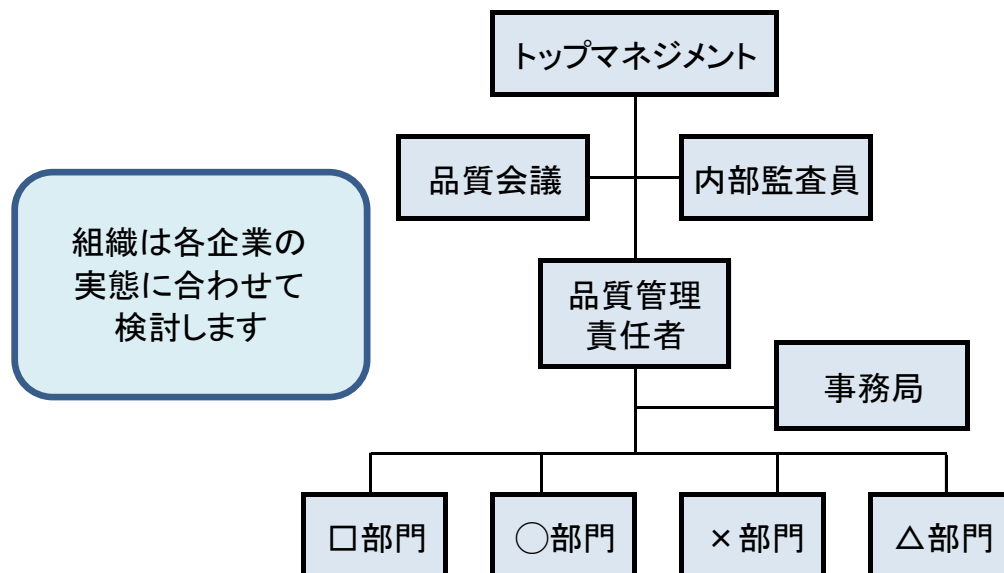 トップマネジメント
品質会議
内部監査員
組織は各企業の
実態に合わせて
検討します
品質管理
責任者
事務局
□部門
◯部門
×部門
△部門